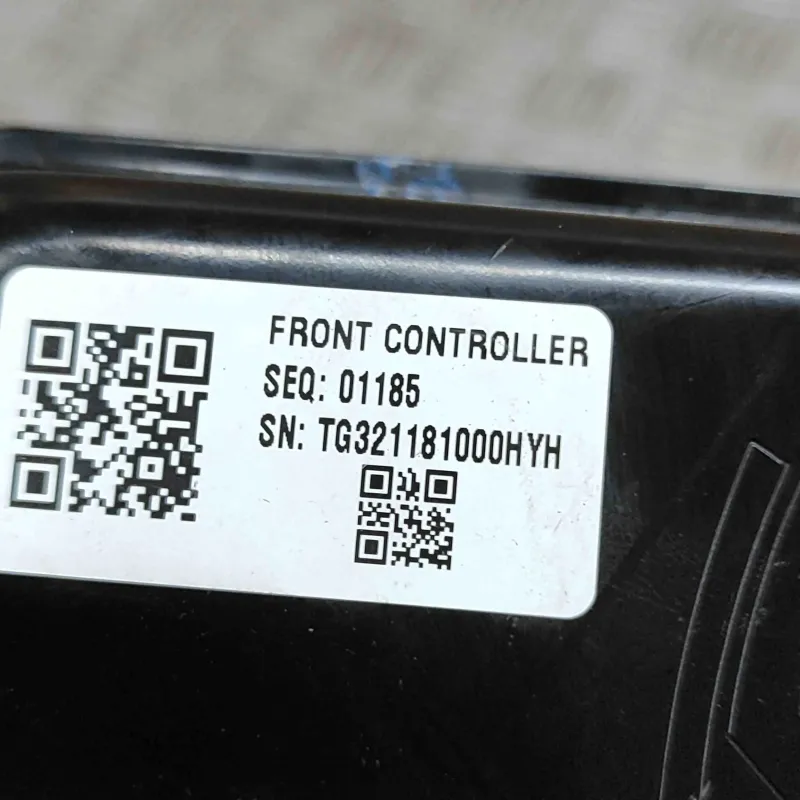 FRONT CONTROLLER
SEQ: 01185
SN: TG321181000HYH